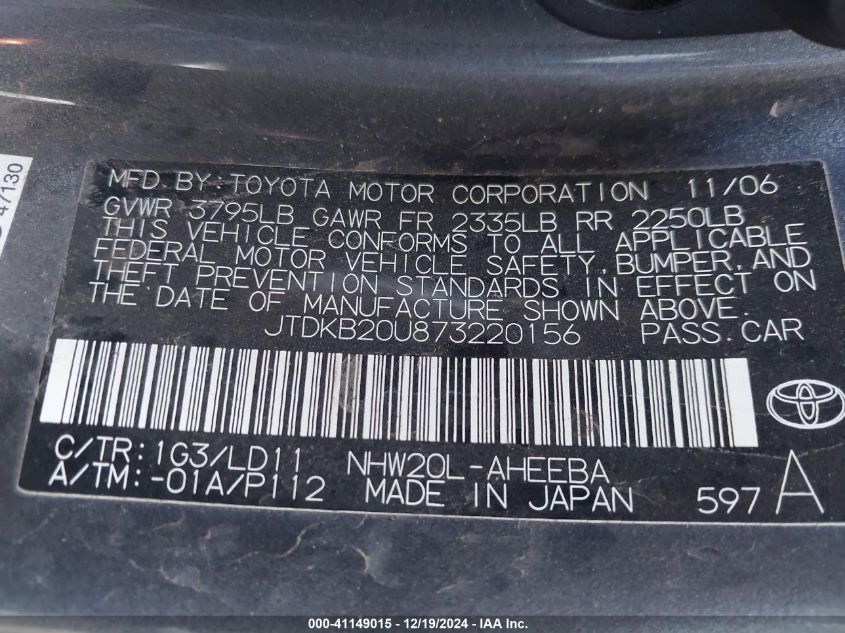 MFD BY TOYOTA MOTOR CORPORATION 11/06
GVWR 3795LB GAWR FR 2335LB RR 2250LB
THIS VEHICLE CONFORMS TO ALL APPLICABLE
FEDERAL MOTOR VEHICLE SAFETY, BUMPER, AND
THEFT PREVENTION STANDARDS IN EFFECT ON
THE DATE OF MANUFACTURE SHOWN ABOVE.
JTDKB20U873220156 PASS.CAR
C/TR: 1G3/LD11 NHW20L-AHEEBA
A/TM: -01A/P112 MADE IN JAPAN 597 A
47130
000-41149015 / 12/19/2024 - IAA Inc.